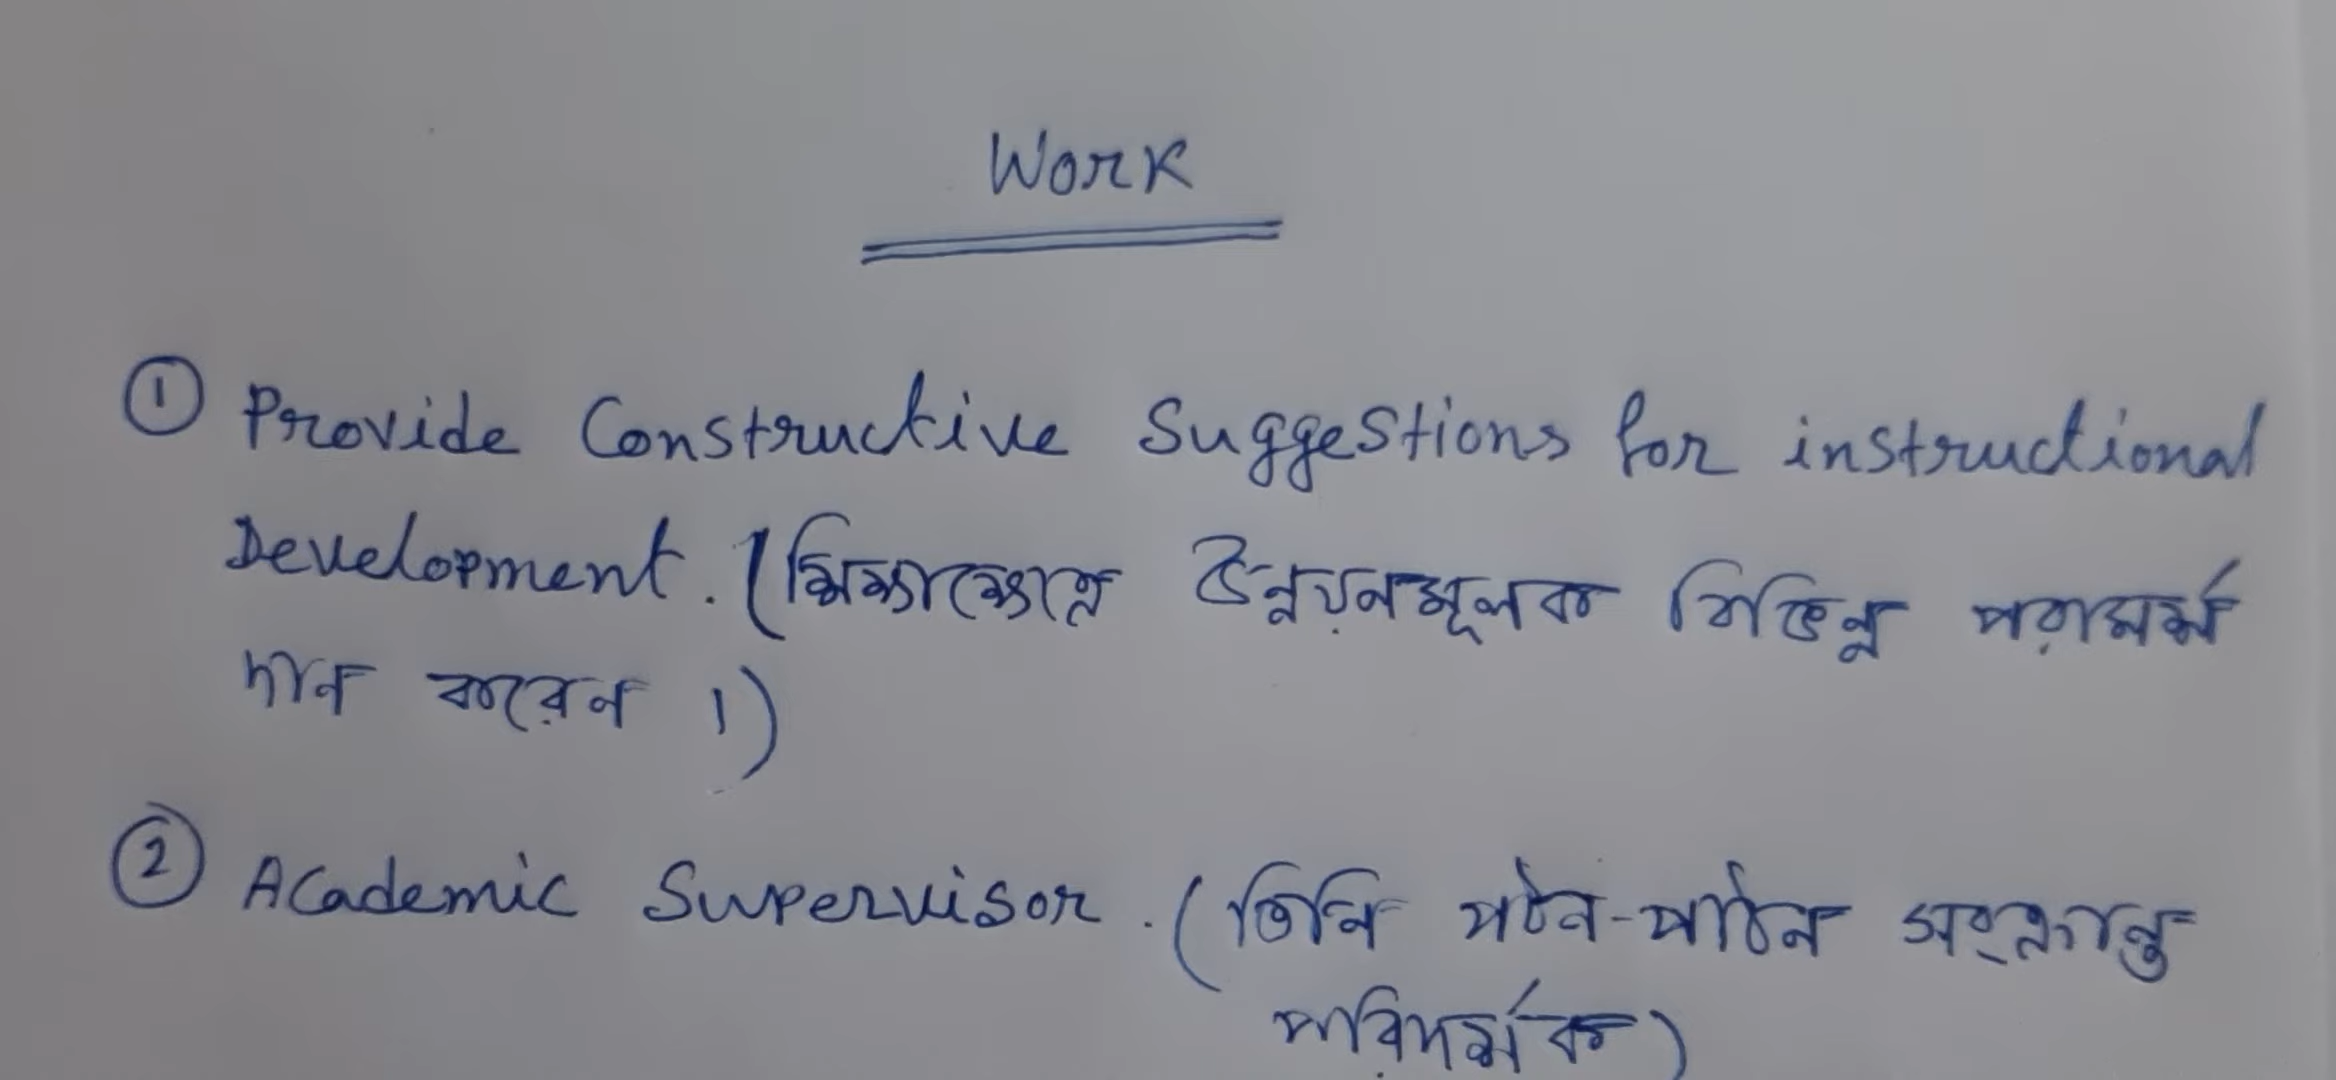 Work
① Provide Constructive Suggestions for instructional
Development. (শিক্ষাক্ষেত্রে উন্নয়নমূলক বিভিন্ন পরামর্শ
দান করেন ।)
② Academic Supervisor. (তিনি পঠন-পাঠন সংক্রান্ত
পরিদর্শক)